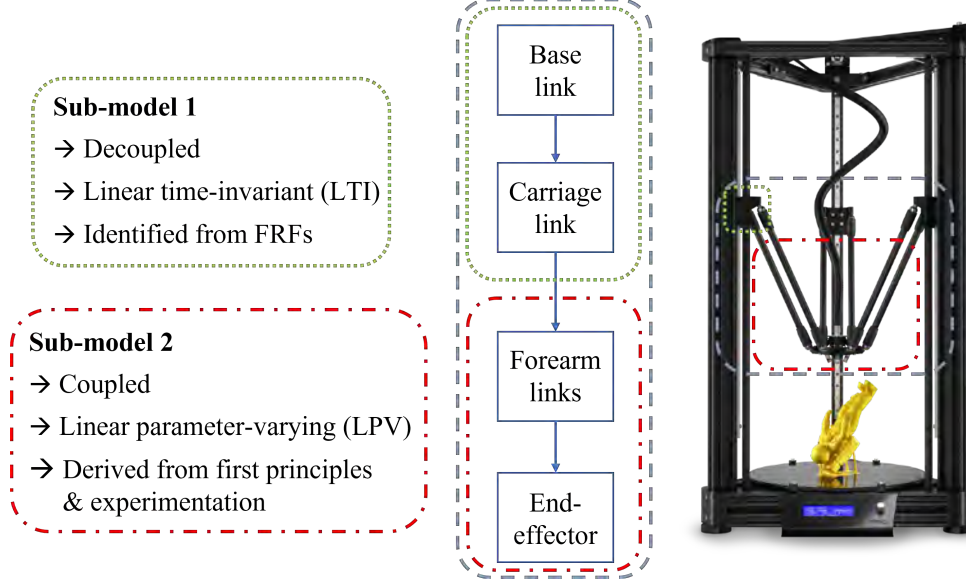 Sub-model 1
→ Decoupled
→ Linear time-invariant (LTI)
→ Identified from FRFs
Sub-model 2
→ Coupled
→ Linear parameter-varying (LPV)
→ Derived from first principles
& experimentation
Base
link
Carriage
link
Forearm
links
End-
effector